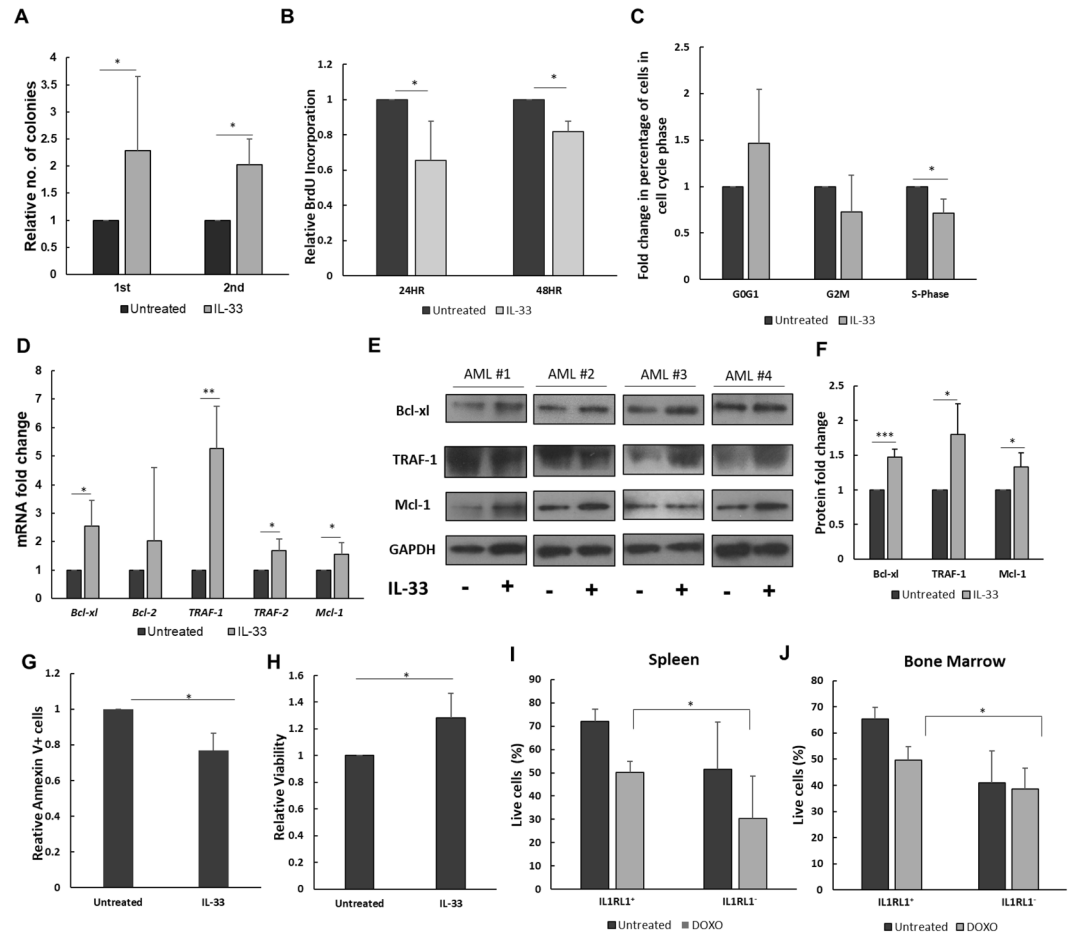 A
Relative no. of colonies
4
3.5
3
2.5
2
1.5
1
0.5
0
*
*
1st 2nd
Untreated IL-33
B
Relative BrdU Incorporation
1.2
1
0.8
0.6
0.4
0.2
0
*
*
24HR 48HR
Untreated IL-33
C
Fold change in percentage of cells in
cell cycle phase
2.5
2
1.5
1
0.5
0
*
G0G1 G2M S-Phase
Untreated IL-33
D
mRNA fold change
8
7
6
5
4
3
2
1
0
*
**
*
*
Bcl-xl Bcl-2 TRAF-1 TRAF-2 Mcl-1
Untreated IL-33
E
AML #1 AML #2 AML #3 AML #4
Bcl-xl
TRAF-1
Mcl-1
GAPDH
IL-33 - + - + - + - +
F
Protein fold change
2.5
2
1.5
1
0.5
0
***
*
*
Bcl-xl TRAF-1 Mcl-1
Untreated IL-33
G
Reative Annexin V+ cells
1.2
1
0.8
0.6
0.4
0.2
0
*
Untreated IL-33
H
Relative Viability
1.6
1.4
1.2
1
0.8
0.6
0.4
0.2
0
*
Untreated IL-33
I
Spleen
Live cells (%)
90
80
70
60
50
40
30
20
10
0
*
IL1RL1+ IL1RL1-
Untreated DOXO
J
Bone Marrow
Live cells (%)
80
70
60
50
40
30
20
10
0
*
IL1RL1+ IL1RL1-
Untreated DOXO